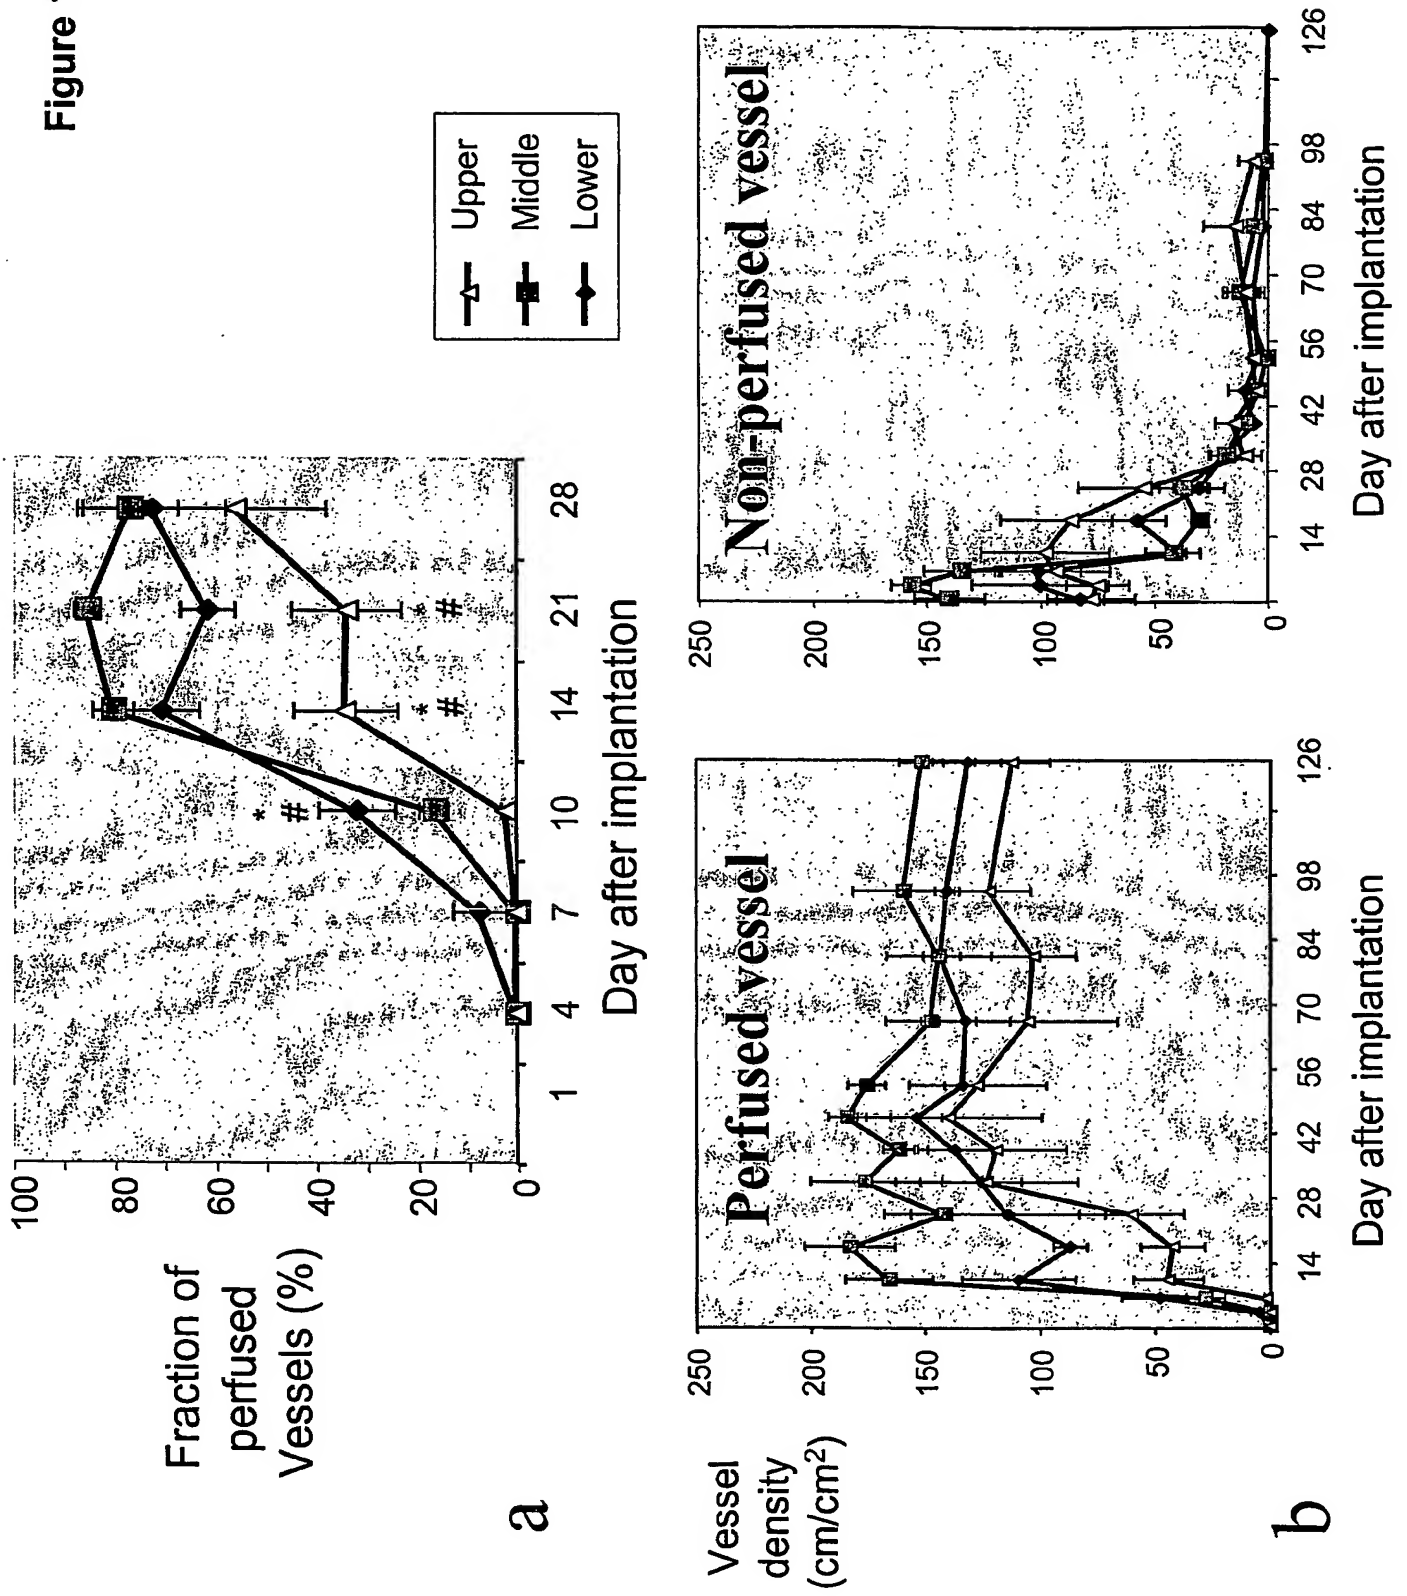 Figure
a
Fraction of
perfused
Vessels (%)
100
80
60
40
20
0
* #
* #
* #
1 4 7 10 14 21 28
Day after implantation
Upper
Middle
Lower
b
Vessel
density
(cm/cm²)
Perfused vessel
250
200
150
100
50
0
14 28 42 56 70 84 98 126
Day after implantation
Non-perfused vessel
250
200
150
100
50
0
14 28 42 56 70 84 98 126
Day after implantation